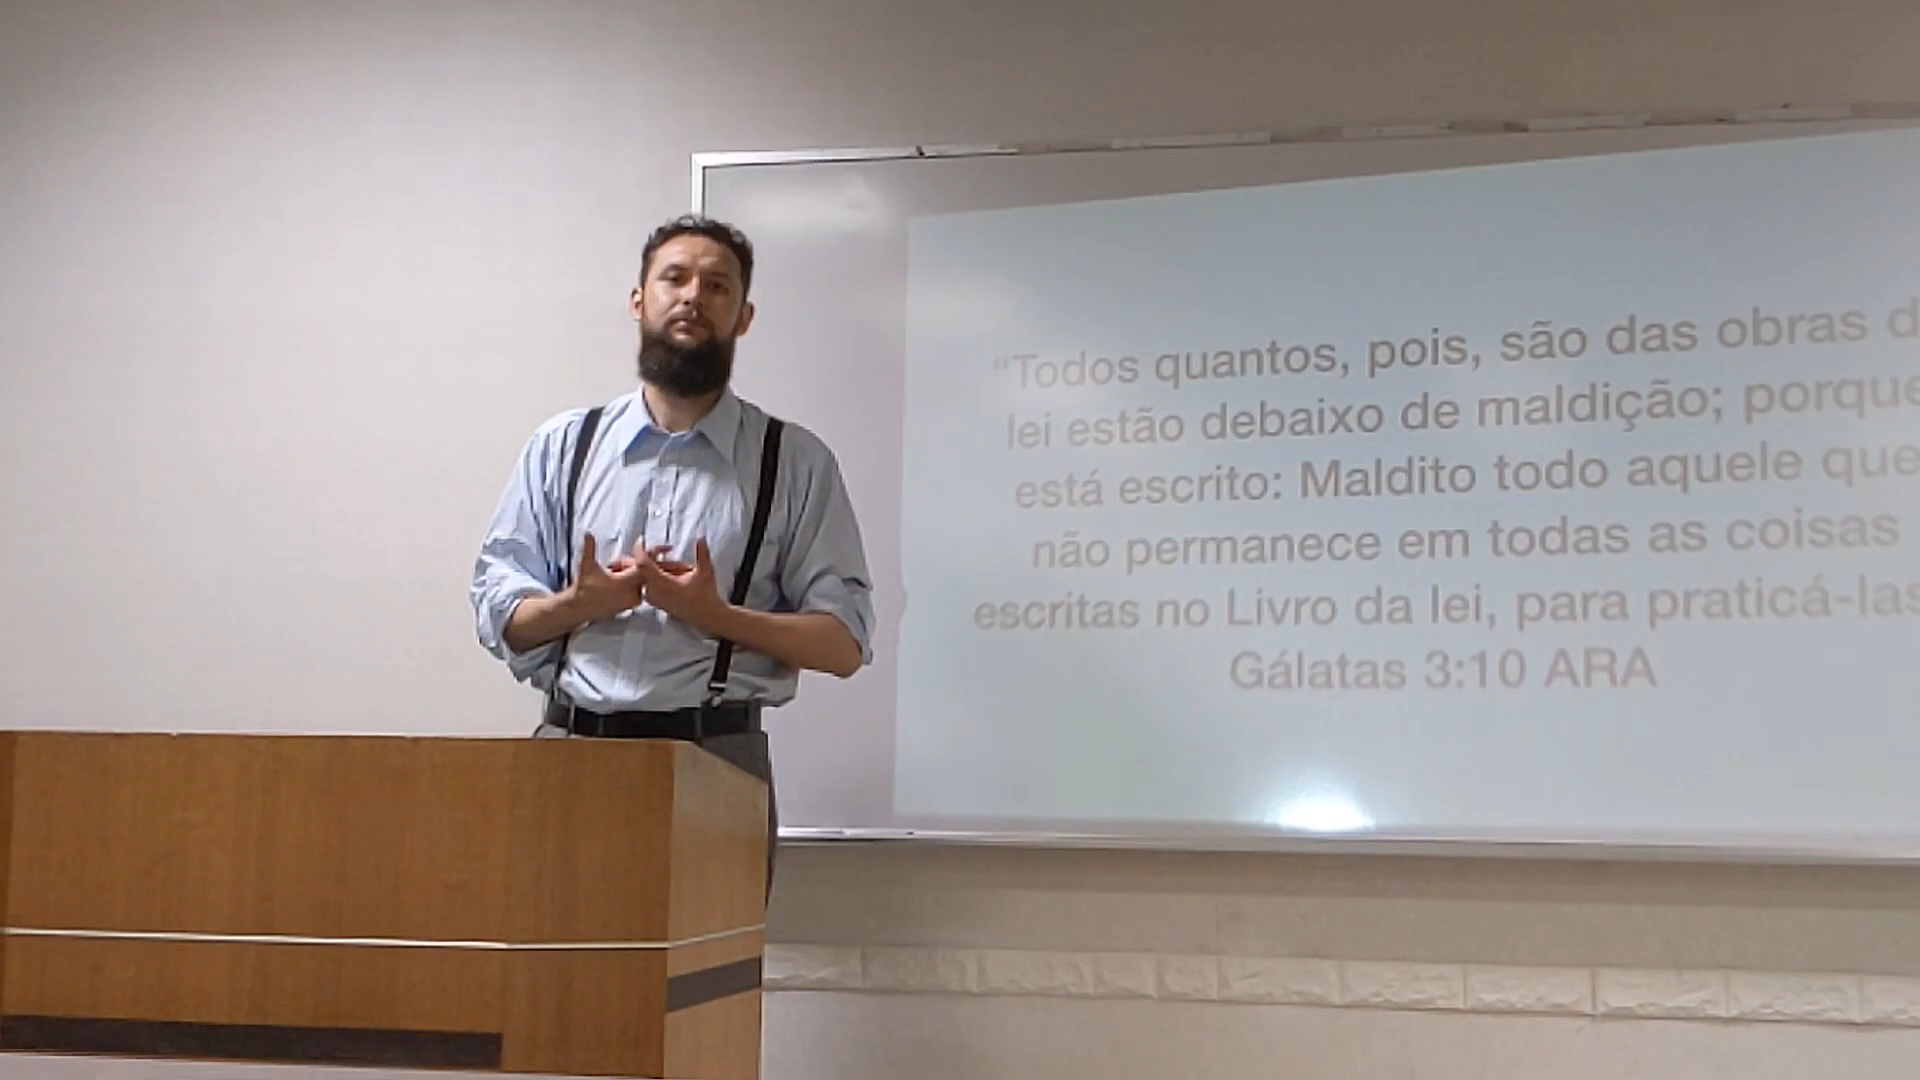 “Todos quantos, pois, são das obras d
lei estão debaixo de maldição; porque
está escrito: Maldito todo aquele que
não permanece em todas as coisas
escritas no Livro da lei, para praticá-las
Gálatas 3:10 ARA